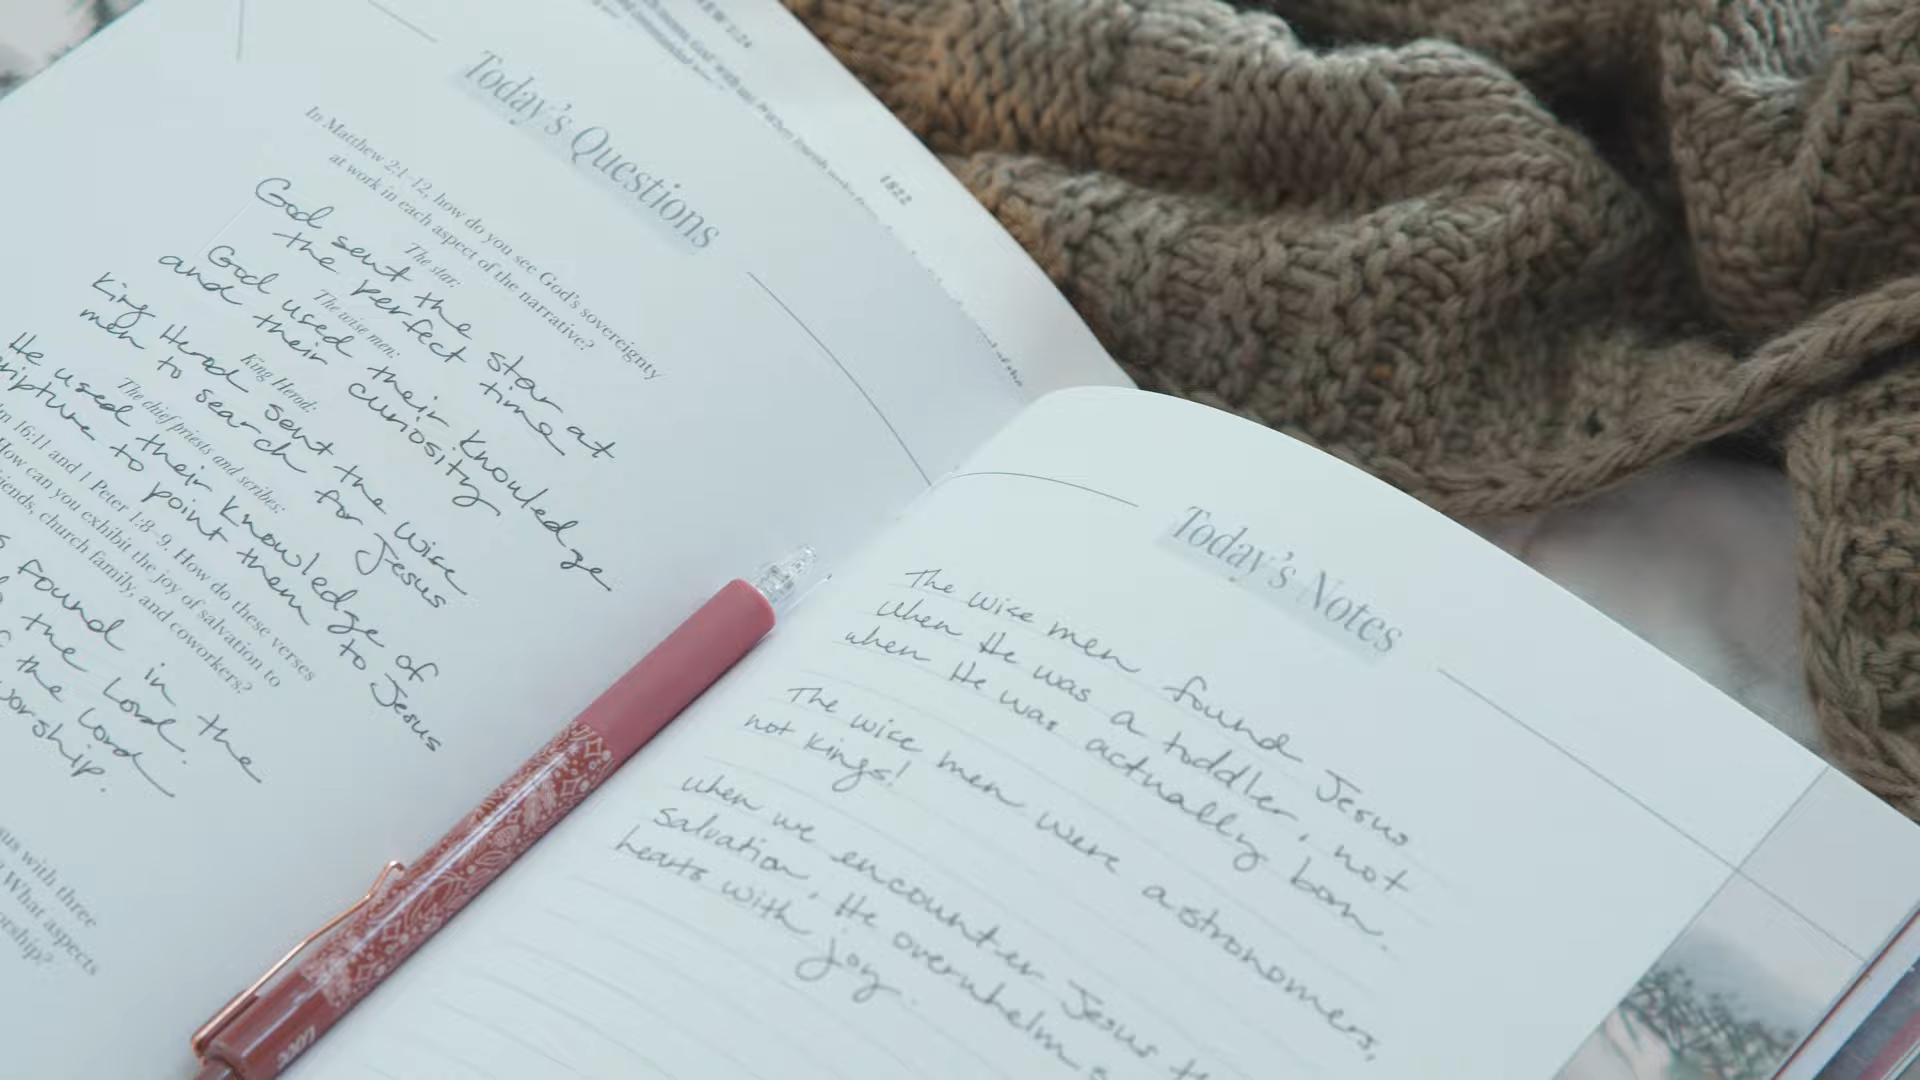 1822
Today's Questions
In Matthew 2:1–12, how do you see God's sovereignty
at work in each aspect of the narrative?
The star:
God sent the star at
the perfect time
The wise men:
God used their knowledge
and their curiosity
King Herod:
King Herod sent the wise
men to search for Jesus
The chief priests and scribes:
He used their knowledge of
to point them to Jesus
16:11 and 1 Peter 1:8–9. How do these verses
How can you exhibit the joy of salvation to
church family, and coworkers?
found in the
the Lord.
the Lord
worship.
with three
What aspects
Today's Notes
The wise men found Jesus
when He was a toddler, not
when He was actually born.
The wise men were astronomers,
not kings!
when we encounter Jesus
Salvation, He overwhelms
hearts with joy.